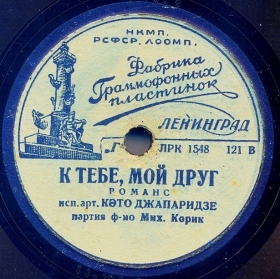 НКМП.
РСФСР. ЛООМП.
Фабрика
Граммофонных
пластинок
ЛЕНИНГРАД
„Г ЛРК 1548 121 В
К ТЕБЕ, МОЙ ДРУГ
РОМАНС
исп. арт. КЭТО ДЖАПАРИДЗЕ
партия ф-но Мих. Корик